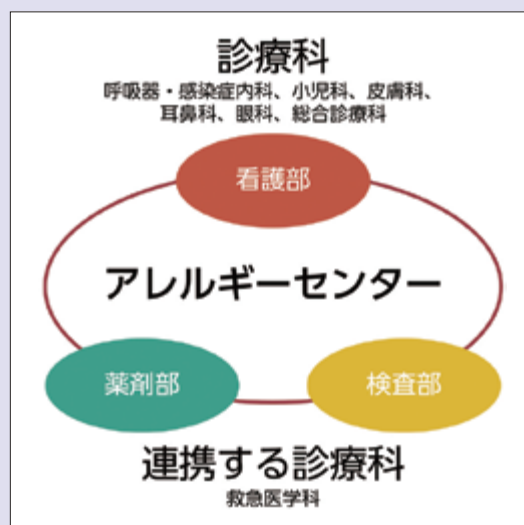 診療科
呼吸器・感染症内科、小児科、皮膚科、
耳鼻科、眼科、総合診療科
看護部
アレルギーセンター
薬剤部
検査部
連携する診療科
救急医学科